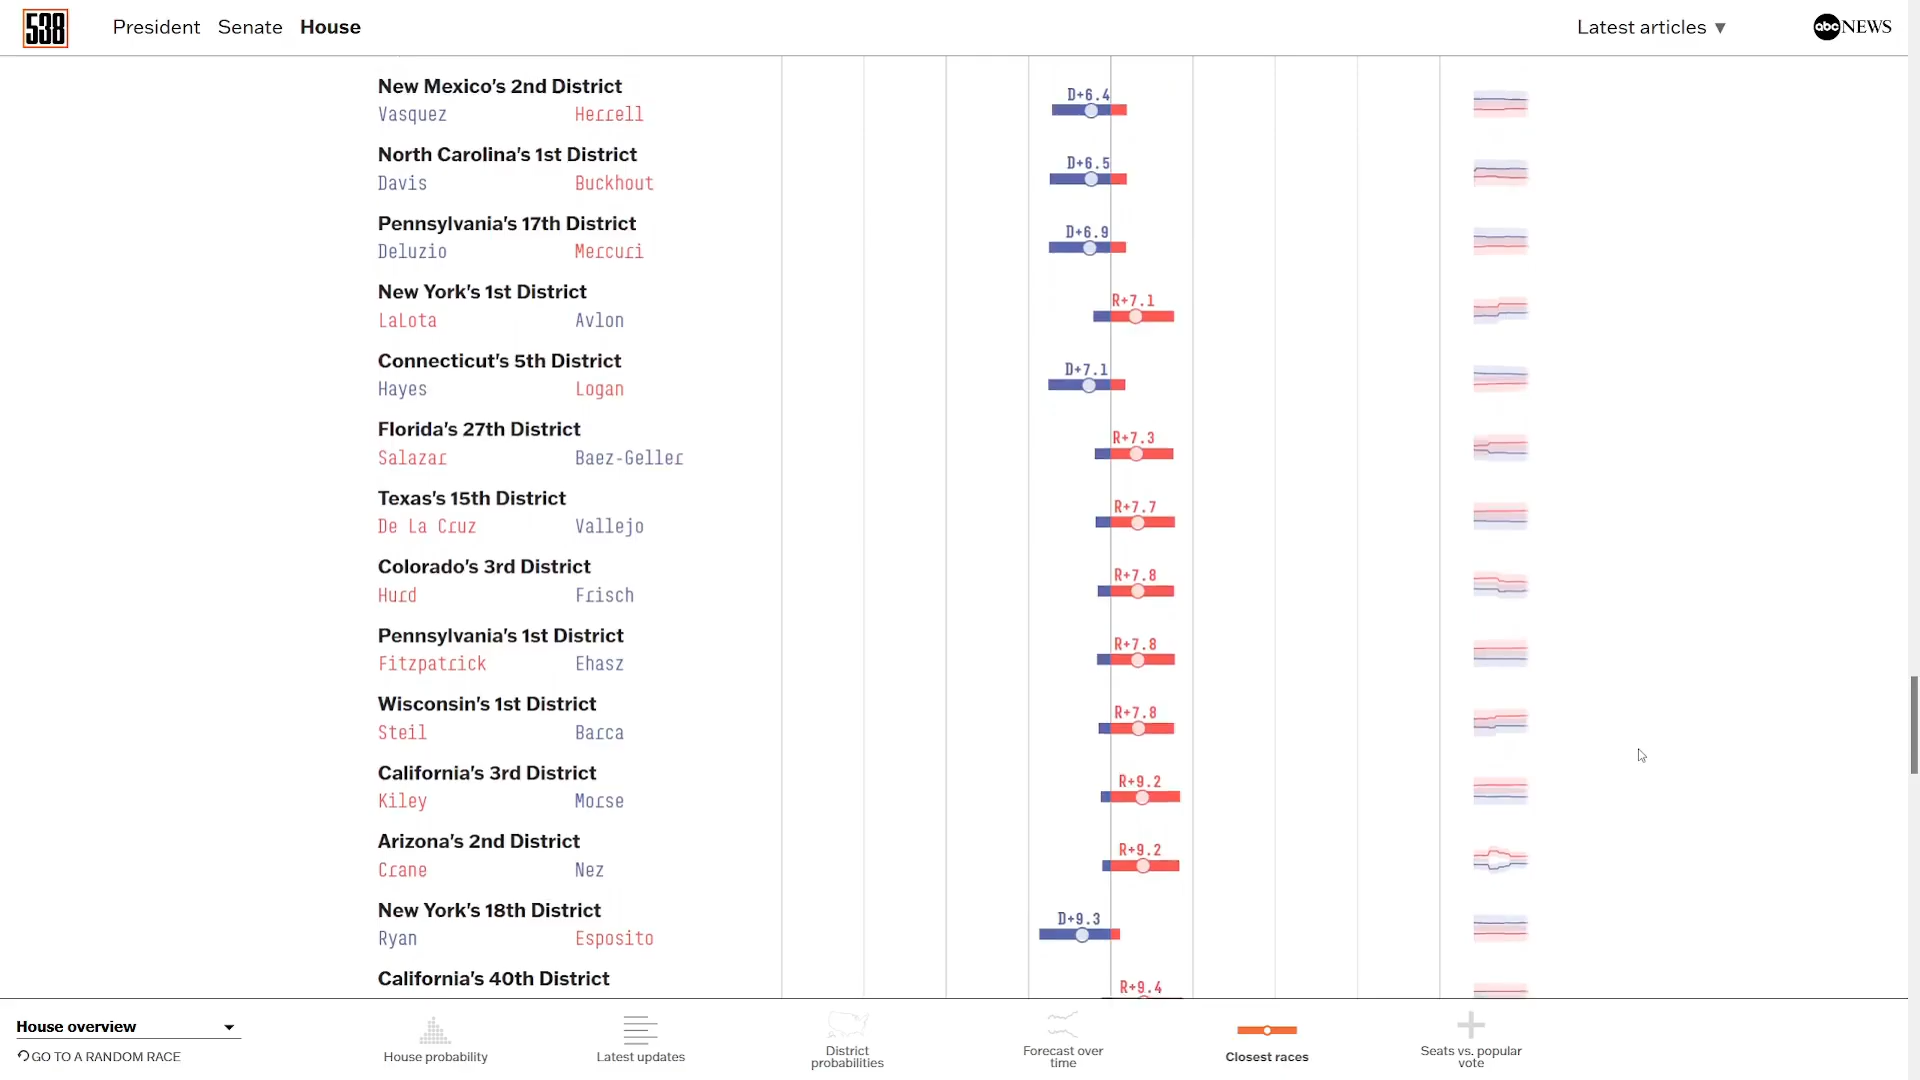 538 President Senate House Latest articles ▼ abc NEWS
New Mexico's 2nd District
D+6.4
Vasquez Herrell
North Carolina's 1st District
D+6.5
Davis Buckhout
Pennsylvania's 17th District
D+6.9
Deluzio Mercuri
New York's 1st District
R+7.1
LaLota Avlon
Connecticut's 5th District
D+7.1
Hayes Logan
Florida's 27th District
R+7.3
Salazar Baez-Geller
Texas's 15th District
R+7.7
De La Cruz Vallejo
Colorado's 3rd District
R+7.8
Hurd Frisch
Pennsylvania's 1st District
R+7.8
Fitzpatrick Ehasz
Wisconsin's 1st District
R+7.8
Steil Barca
California's 3rd District
R+9.2
Kiley Morse
Arizona's 2nd District
R+9.2
Crane Nez
New York's 18th District
D+9.3
Ryan Esposito
California's 40th District
R+9.4
House overview
GO TO A RANDOM RACE
House probability
Latest updates
District
probabilities
Forecast over
time
Closest races
Seats vs. popular
vote